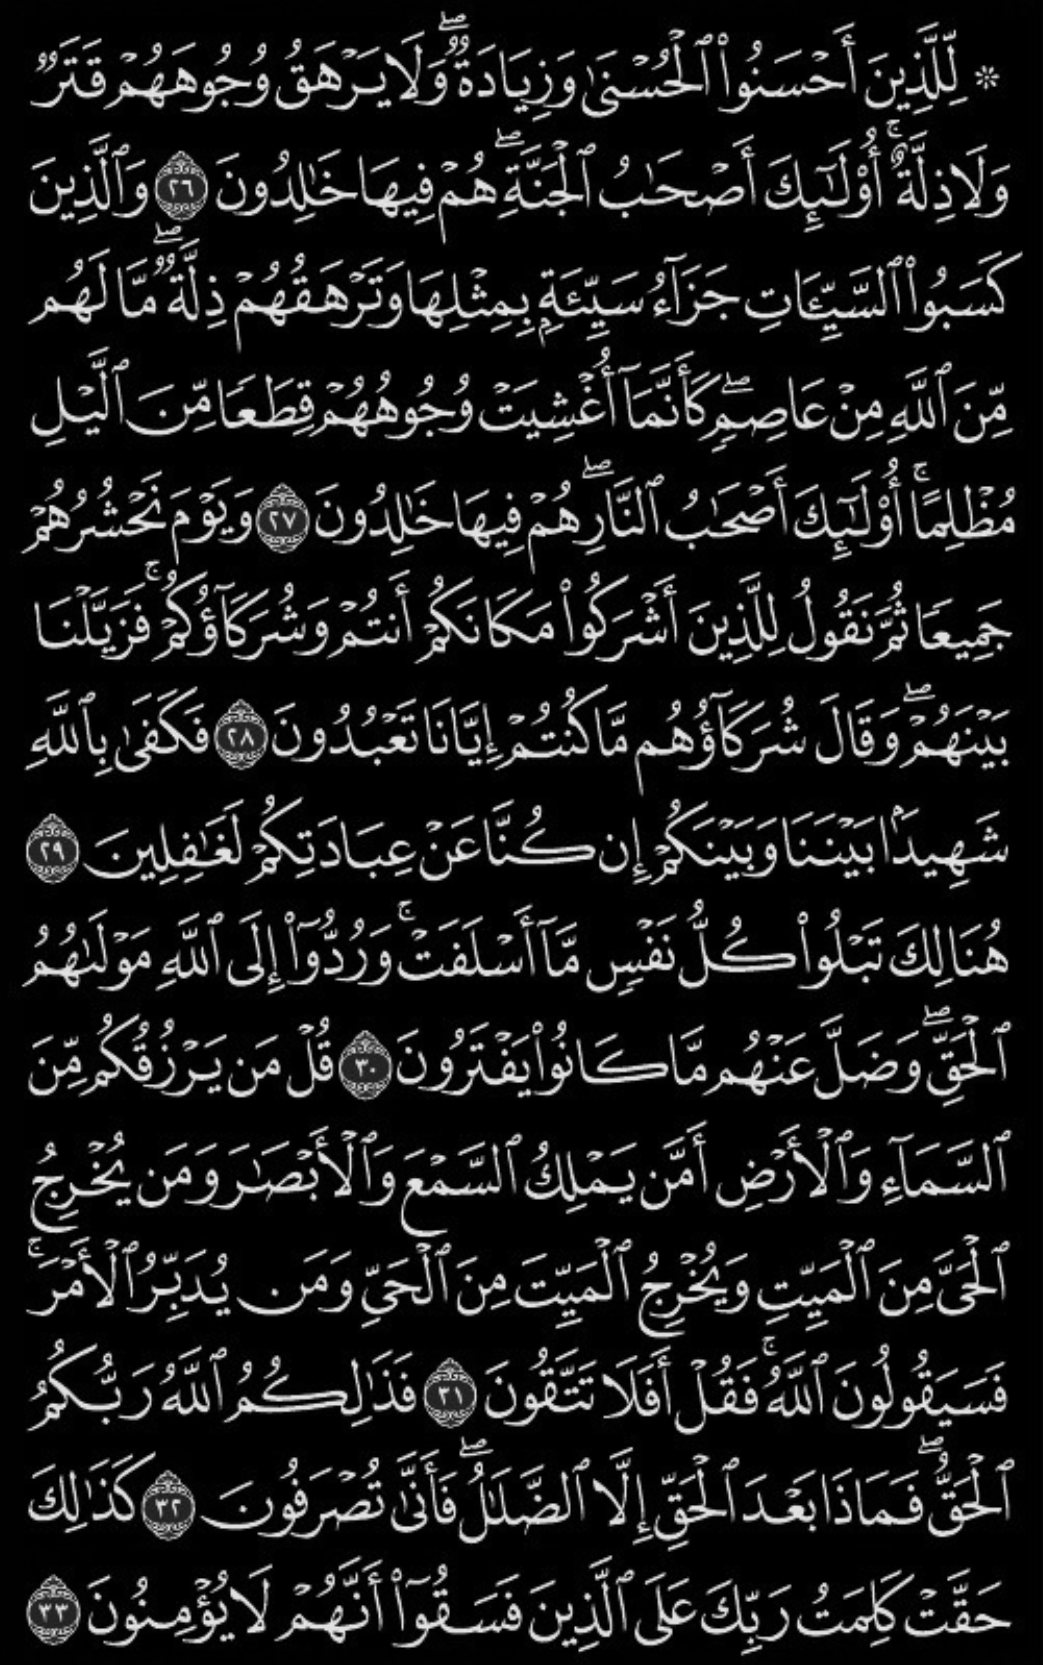 ۞ لِّلَّذِينَ أَحْسَنُوا۟ ٱلْحُسْنَىٰ وَزِيَادَةٌۖ وَلَا يَرْهَقُ وُجُوهَهُمْ قَتَرٌ
وَلَا ذِلَّةٌۚ أُو۟لَـٰٓئِكَ أَصْحَـٰبُ ٱلْجَنَّةِۖ هُمْ فِيهَا خَـٰلِدُونَ ٢٦ وَٱلَّذِينَ
كَسَبُوا۟ ٱلسَّيِّـَٔاتِ جَزَآءُ سَيِّئَةِۭ بِمِثْلِهَا وَتَرْهَقُهُمْ ذِلَّةٌۖ مَّا لَهُم
مِّنَ ٱللَّهِ مِنْ عَاصِمٍۖ كَأَنَّمَآ أُغْشِيَتْ وُجُوهُهُمْ قِطَعًا مِّنَ ٱلَّيْلِ
مُظْلِمًاۚ أُو۟لَـٰٓئِكَ أَصْحَـٰبُ ٱلنَّارِۖ هُمْ فِيهَا خَـٰلِدُونَ ٢٧ وَيَوْمَ نَحْشُرُهُمْ
جَمِيعًا ثُمَّ نَقُولُ لِلَّذِينَ أَشْرَكُوا۟ مَكَانَكُمْ أَنتُمْ وَشُرَكَآؤُكُمْۚ فَزَيَّلْنَا
بَيْنَهُمْۖ وَقَالَ شُرَكَآؤُهُم مَّا كُنتُمْ إِيَّانَا تَعْبُدُونَ ٢٨ فَكَفَىٰ بِٱللَّهِ
شَهِيدًۢا بَيْنَنَا وَبَيْنَكُمْ إِن كُنَّا عَنْ عِبَادَتِكُمْ لَغَـٰفِلِينَ ٢٩
هُنَالِكَ تَبْلُوا۟ كُلُّ نَفْسٍ مَّآ أَسْلَفَتْۚ وَرُدُّوٓا۟ إِلَى ٱللَّهِ مَوْلَىٰهُمُ
ٱلْحَقِّۖ وَضَلَّ عَنْهُم مَّا كَانُوا۟ يَفْتَرُونَ ٣٠ قُلْ مَن يَرْزُقُكُم مِّنَ
ٱلسَّمَآءِ وَٱلْأَرْضِ أَمَّن يَمْلِكُ ٱلسَّمْعَ وَٱلْأَبْصَـٰرَ وَمَن يُخْرِجُ
ٱلْحَىَّ مِنَ ٱلْمَيِّتِ وَيُخْرِجُ ٱلْمَيِّتَ مِنَ ٱلْحَىِّ وَمَن يُدَبِّرُ ٱلْأَمْرَۚ
فَسَيَقُولُونَ ٱللَّهُۚ فَقُلْ أَفَلَا تَتَّقُونَ ٣١ فَذَٰلِكُمُ ٱللَّهُ رَبُّكُمُ
ٱلْحَقُّۖ فَمَاذَا بَعْدَ ٱلْحَقِّ إِلَّا ٱلضَّلَـٰلُۖ فَأَنَّىٰ تُصْرَفُونَ ٣٢ كَذَٰلِكَ
حَقَّتْ كَلِمَتُ رَبِّكَ عَلَى ٱلَّذِينَ فَسَقُوٓا۟ أَنَّهُمْ لَا يُؤْمِنُونَ ٣٣